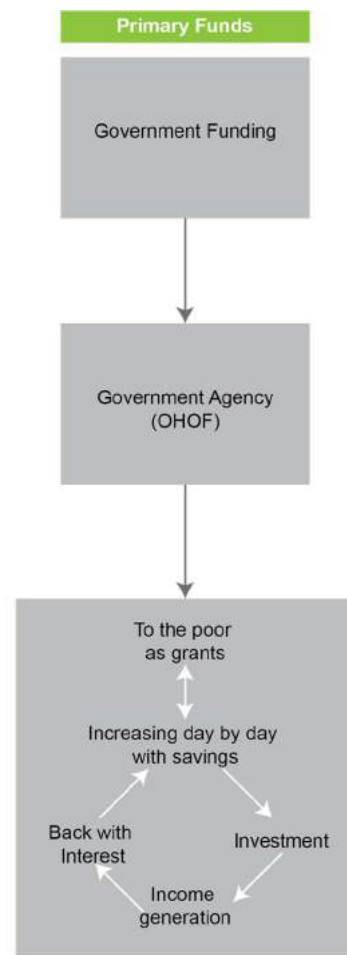 Primary Funds
Government Funding
Government Agency
(OHOF)
To the poor
as grants
Increasing day by day
with savings
Back with
Interest
Investment
Income
generation